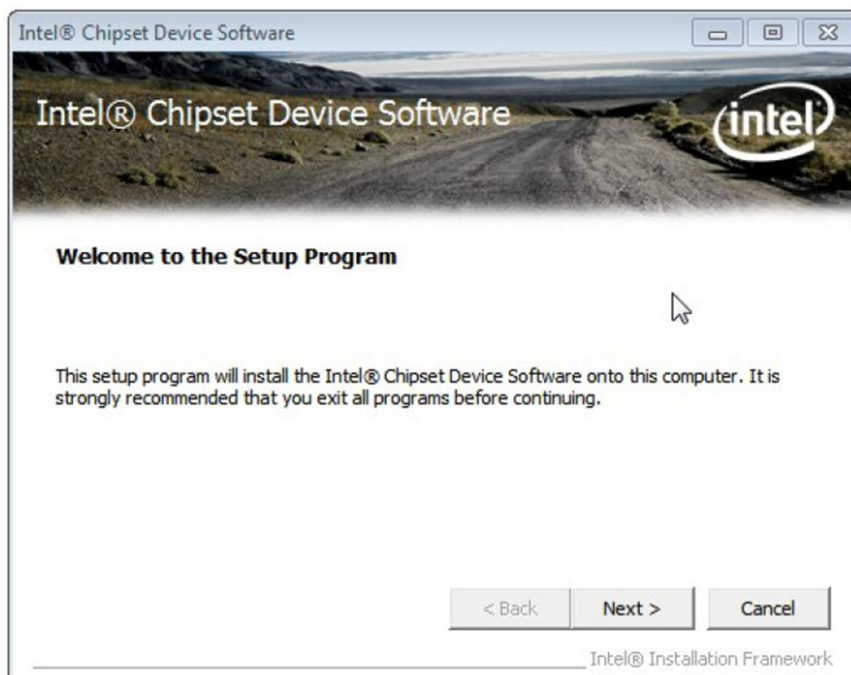 Intel® Chipset Device Software
Intel® Chipset Device Software
intel
Welcome to the Setup Program
This setup program will install the Intel® Chipset Device Software onto this computer. It is
strongly recommended that you exit all programs before continuing.
< Back Next > Cancel
Intel® Installation Framework